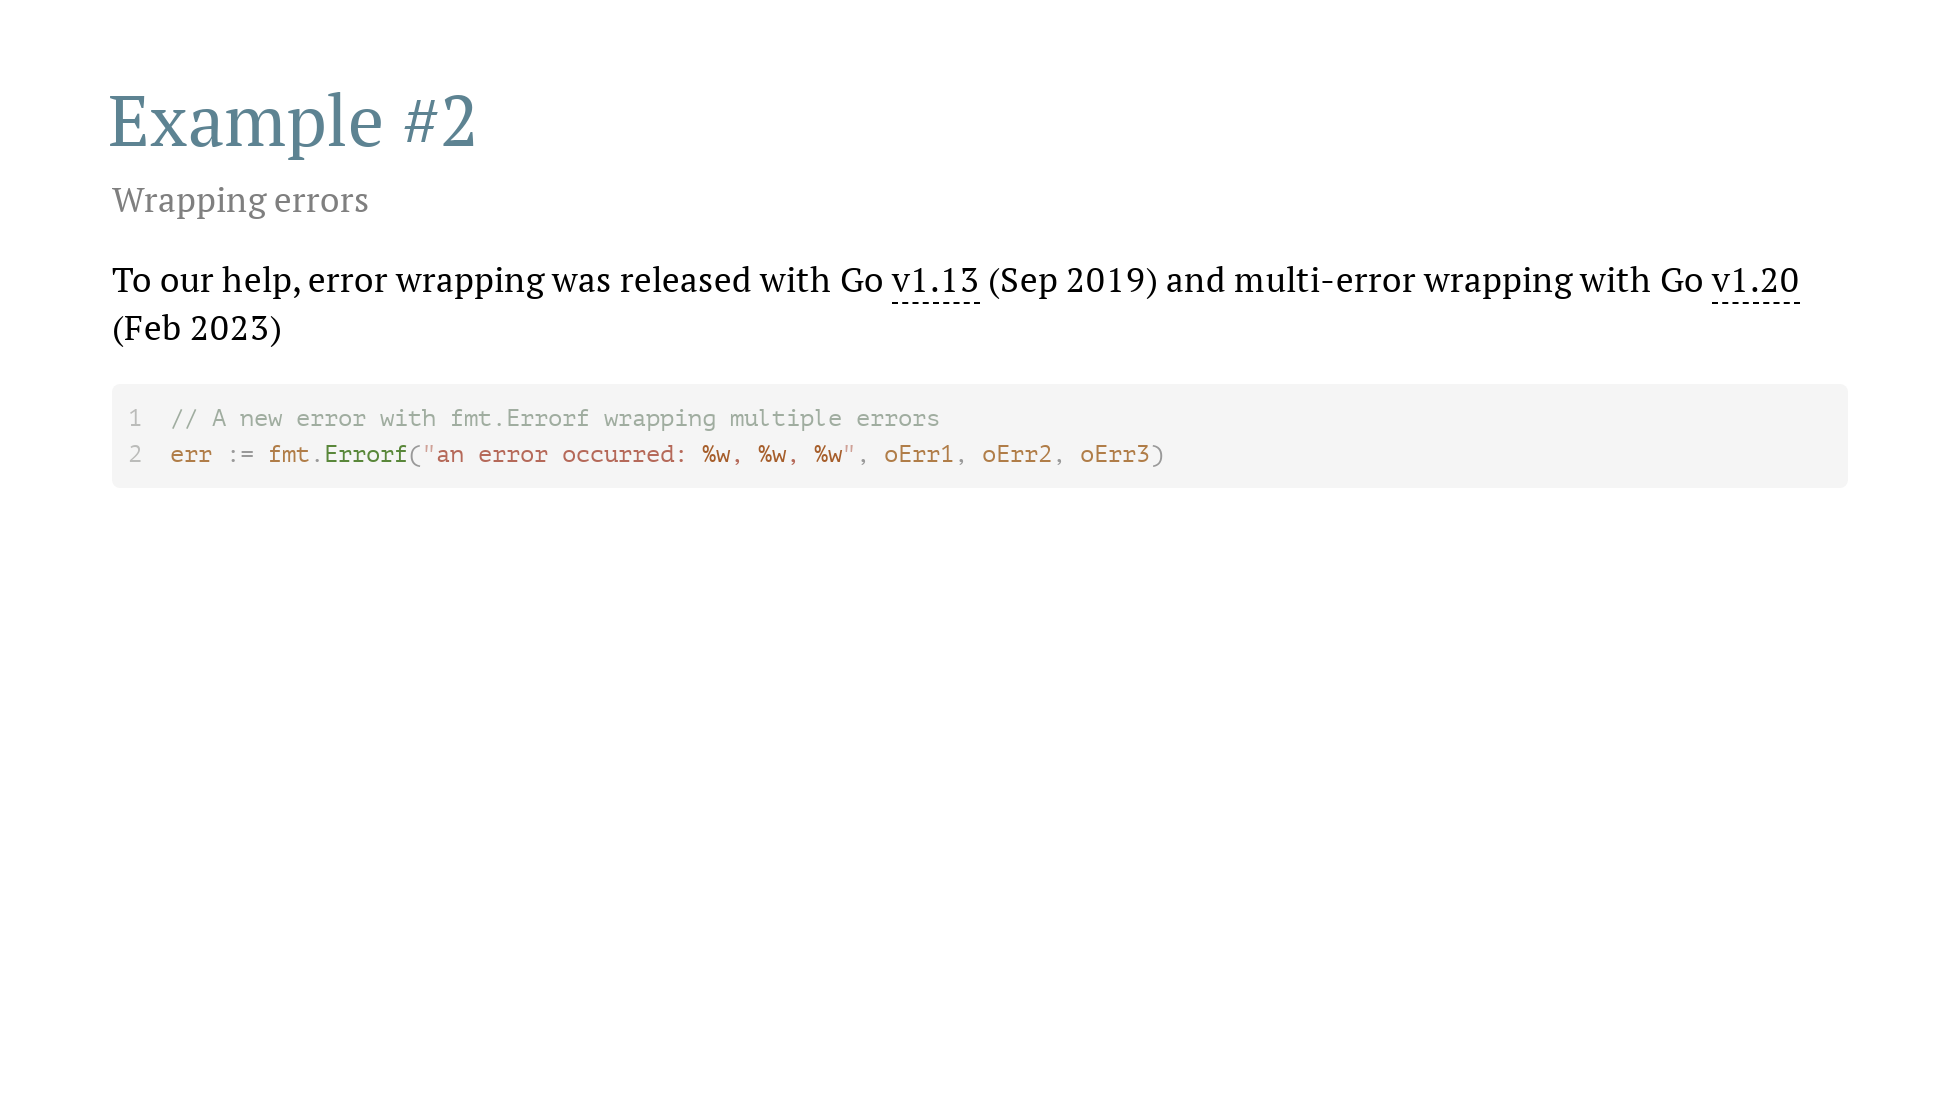 Example #2
Wrapping errors
To our help, error wrapping was released with Go v1.13 (Sep 2019) and multi-error wrapping with Go v1.20
(Feb 2023)
1 // A new error with fmt.Errorf wrapping multiple errors
2 err := fmt.Errorf("an error occurred: %w, %w, %w", oErr1, oErr2, oErr3)